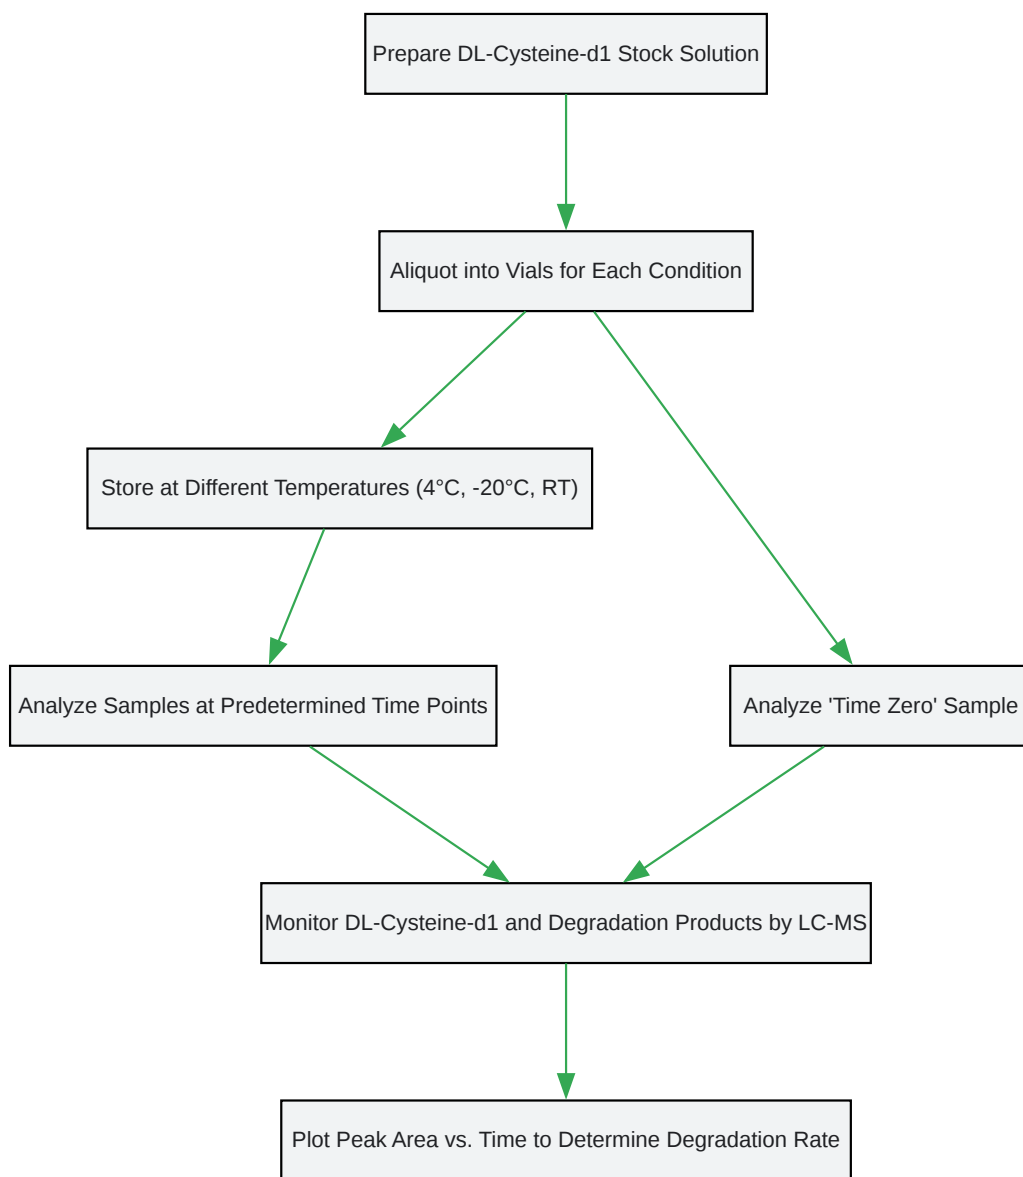 Prepare DL-Cysteine-d1 Stock Solution
Aliquot into Vials for Each Condition
Store at Different Temperatures (4°C, -20°C, RT)
Analyze Samples at Predetermined Time Points
Analyze 'Time Zero' Sample
Monitor DL-Cysteine-d1 and Degradation Products by LC-MS
Plot Peak Area vs. Time to Determine Degradation Rate